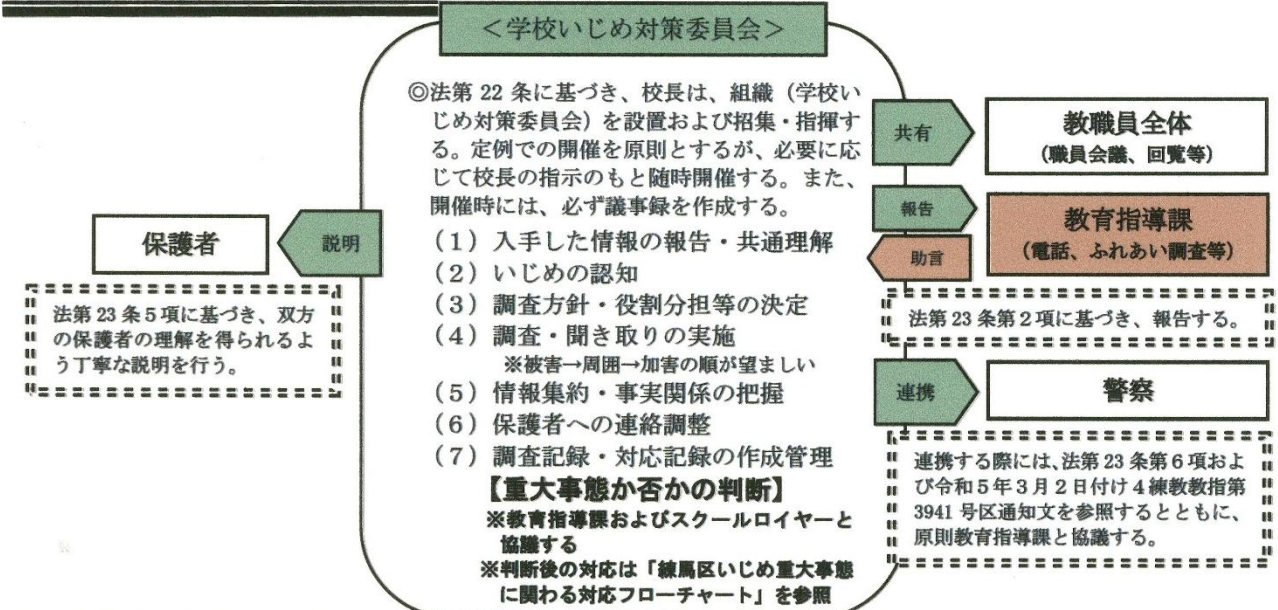 ＜学校いじめ対策委員会＞
◎法第 22 条に基づき、校長は、組織（学校い
じめ対策委員会）を設置および招集・指揮す
る。定例での開催を原則とするが、必要に応
じて校長の指示のもと随時開催する。また、
開催時には、必ず議事録を作成する。
（１）入手した情報の報告・共通理解
（２）いじめの認知
（３）調査方針・役割分担等の決定
（４）調査・聞き取りの実施
※被害→周囲→加害の順が望ましい
（５）情報集約・事実関係の把握
（６）保護者への連絡調整
（７）調査記録・対応記録の作成管理
【重大事態か否かの判断】
※教育指導課およびスクールロイヤーと
協議する
※判断後の対応は「練馬区いじめ重大事態
に関わる対応フローチャート」を参照
説明
保護者
法第 23 条５項に基づき、双方
の保護者の理解を得られるよ
う丁寧な説明を行う。
共有
教職員全体
（職員会議、回覧等）
報告
助言
教育指導課
（電話、ふれあい調査等）
法第 23 条第２項に基づき、報告する。
連携
警察
連携する際には、法第 23 条第６項およ
び令和５年３月２日付け４練教教指第
3941 号区通知文を参照するとともに、
原則教育指導課と協議する。